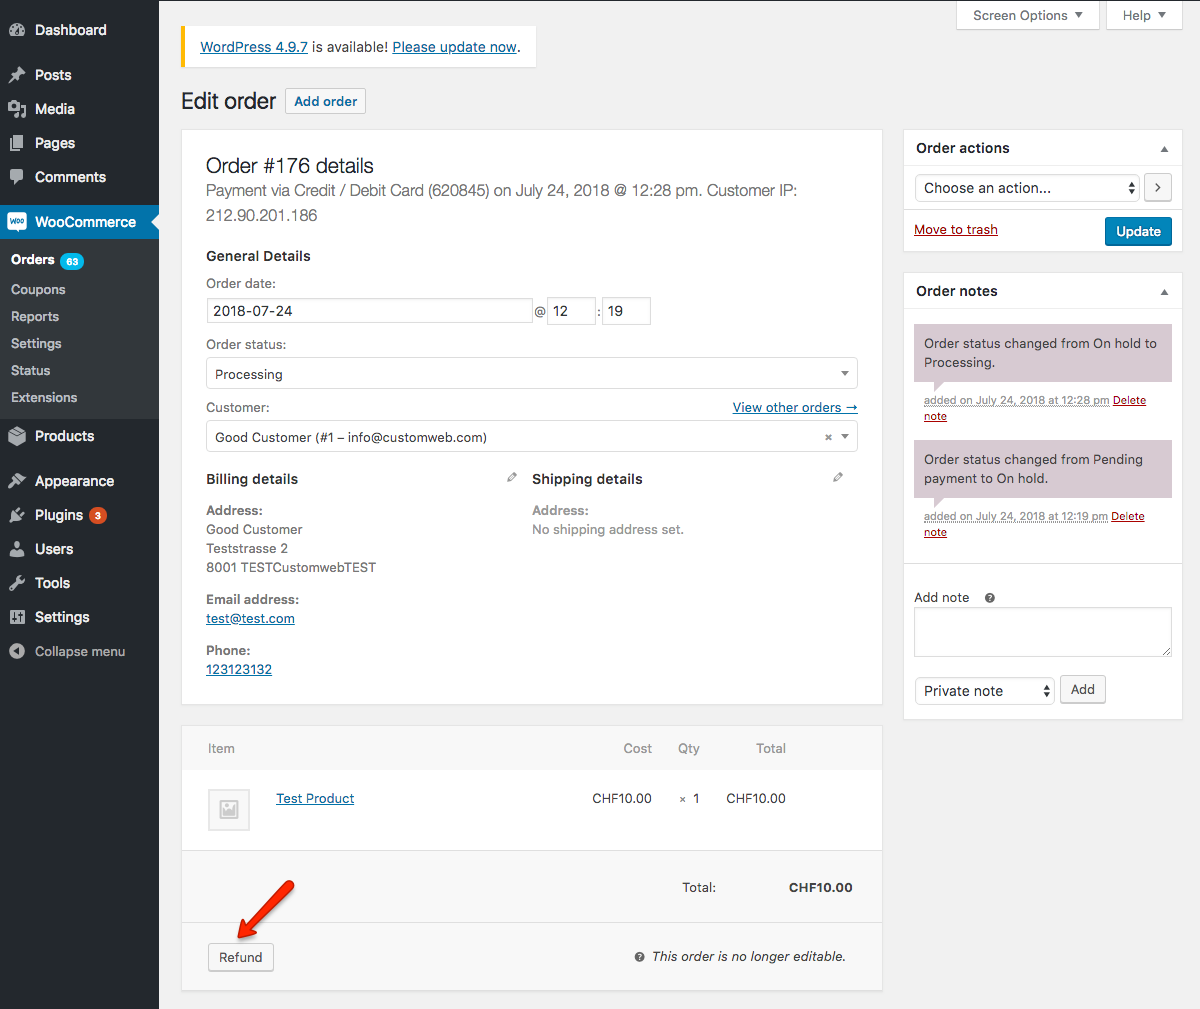 Dashboard
Posts
Media
Pages
Comments
WooCommerce
Orders 63
Coupons
Reports
Settings
Status
Extensions
Products
Appearance
Plugins 3
Users
Tools
Settings
Collapse menu
Screen Options ▼
Help ▼
WordPress 4.9.7 is available! Please update now.
Edit order Add order
Order #176 details
Payment via Credit / Debit Card (620845) on July 24, 2018 @ 12:28 pm. Customer IP:
212.90.201.186
General Details
Order date:
2018-07-24 @ 12 : 19
Order status:
Processing
Customer: View other orders →
Good Customer (#1 – info@customweb.com) ×
Billing details
Address:
Good Customer
Teststrasse 2
8001 TESTCustomwebTEST
Email address:
test@test.com
Phone:
123123132
Shipping details
Address:
No shipping address set.
Item Cost Qty Total
Test Product CHF10.00 × 1 CHF10.00
Total: CHF10.00
Refund
? This order is no longer editable.
Order actions ▲
Choose an action...
Move to trash Update
Order notes ▲
Order status changed from On hold to
Processing.
added on July 24, 2018 at 12:28 pm Delete
note
Order status changed from Pending
payment to On hold.
added on July 24, 2018 at 12:19 pm Delete
note
Add note ?
Private note Add